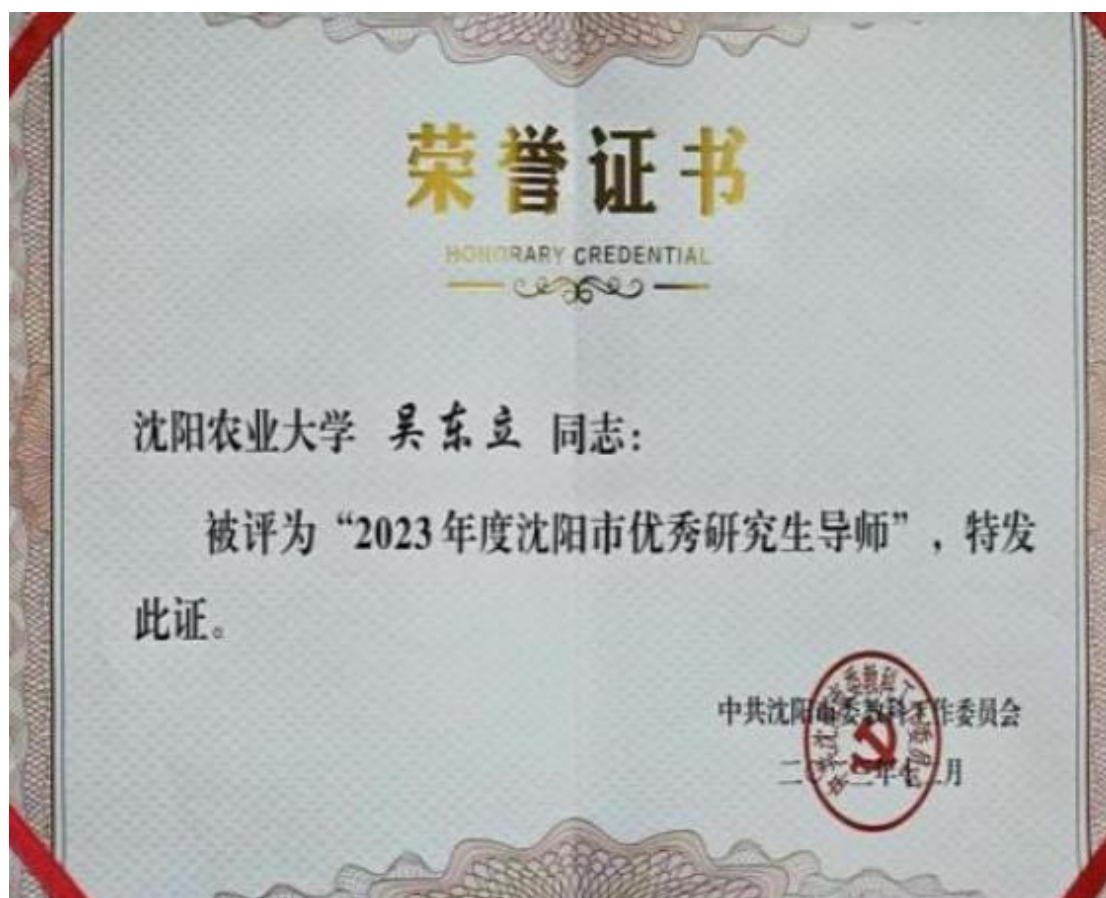 荣誉证书
HONORARY CREDENTIAL
沈阳农业大学 吴东立 同志：
被评为“2023年度沈阳市优秀研究生导师”，特发
此证。
中共沈阳市委教科工作委员会